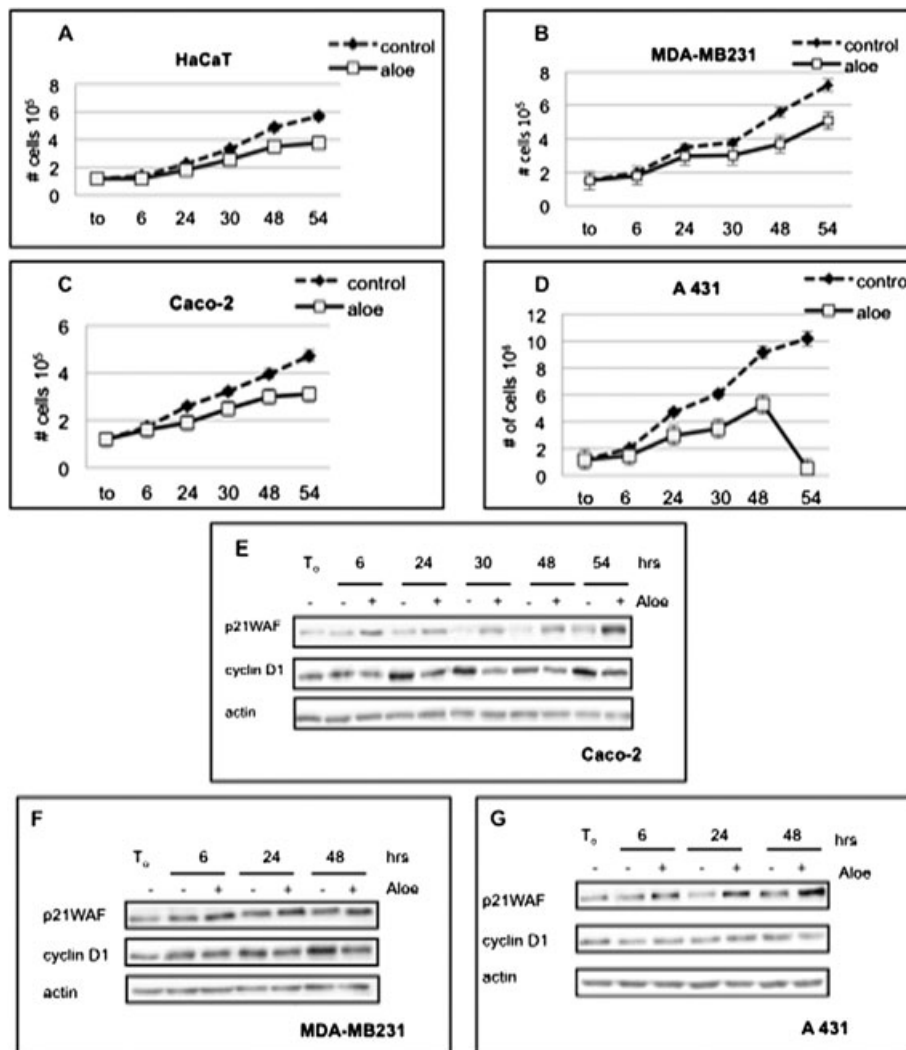 A
HaCaT
control
aloe
# cells 10⁵
8
6
4
2
0
to 6 24 30 48 54
B
MDA-MB231
control
aloe
# cells 10⁵
8
6
4
2
0
to 6 24 30 48 54
C
Caco-2
control
aloe
# cells 10⁵
6
4
2
0
to 6 24 30 48 54
D
A 431
control
aloe
# of cells 10⁶
12
10
8
6
4
2
0
to 6 24 30 48 54
E
T₀ 6 24 30 48 54 hrs
- - + - + - + - + - + Aloe
p21WAF
cyclin D1
actin
Caco-2
F
T₀ 6 24 48 hrs
- - + - + - + Aloe
p21WAF
cyclin D1
actin
MDA-MB231
G
T₀ 6 24 48 hrs
- - + - + - + Aloe
p21WAF
cyclin D1
actin
A 431